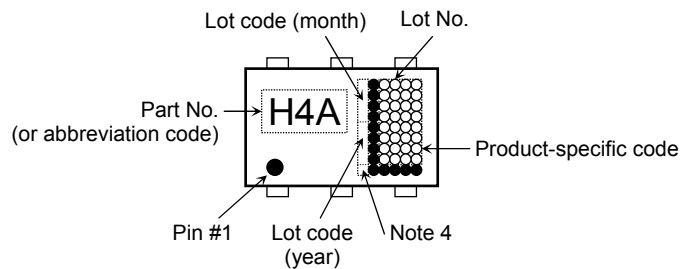 Lot code (month)
Lot No.
Part No.
(or abbreviation code)
H4A
Product-specific code
Pin #1
Lot code
(year)
Note 4